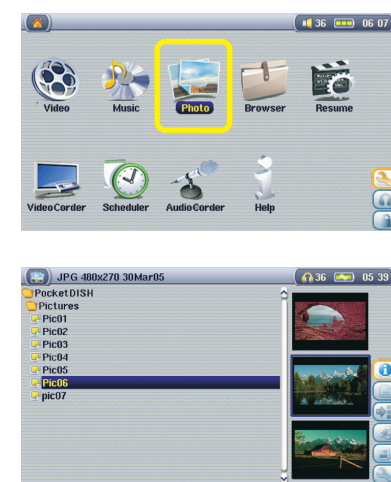 36 06 07
Video Music Photo Browser Resume
VideoCorder Scheduler AudioCorder Help
JPG 480x270 30Mar05 36 05 39
PocketDISH
Pictures
Pic01
Pic02
Pic03
Pic04
Pic05
Pic06
pic07